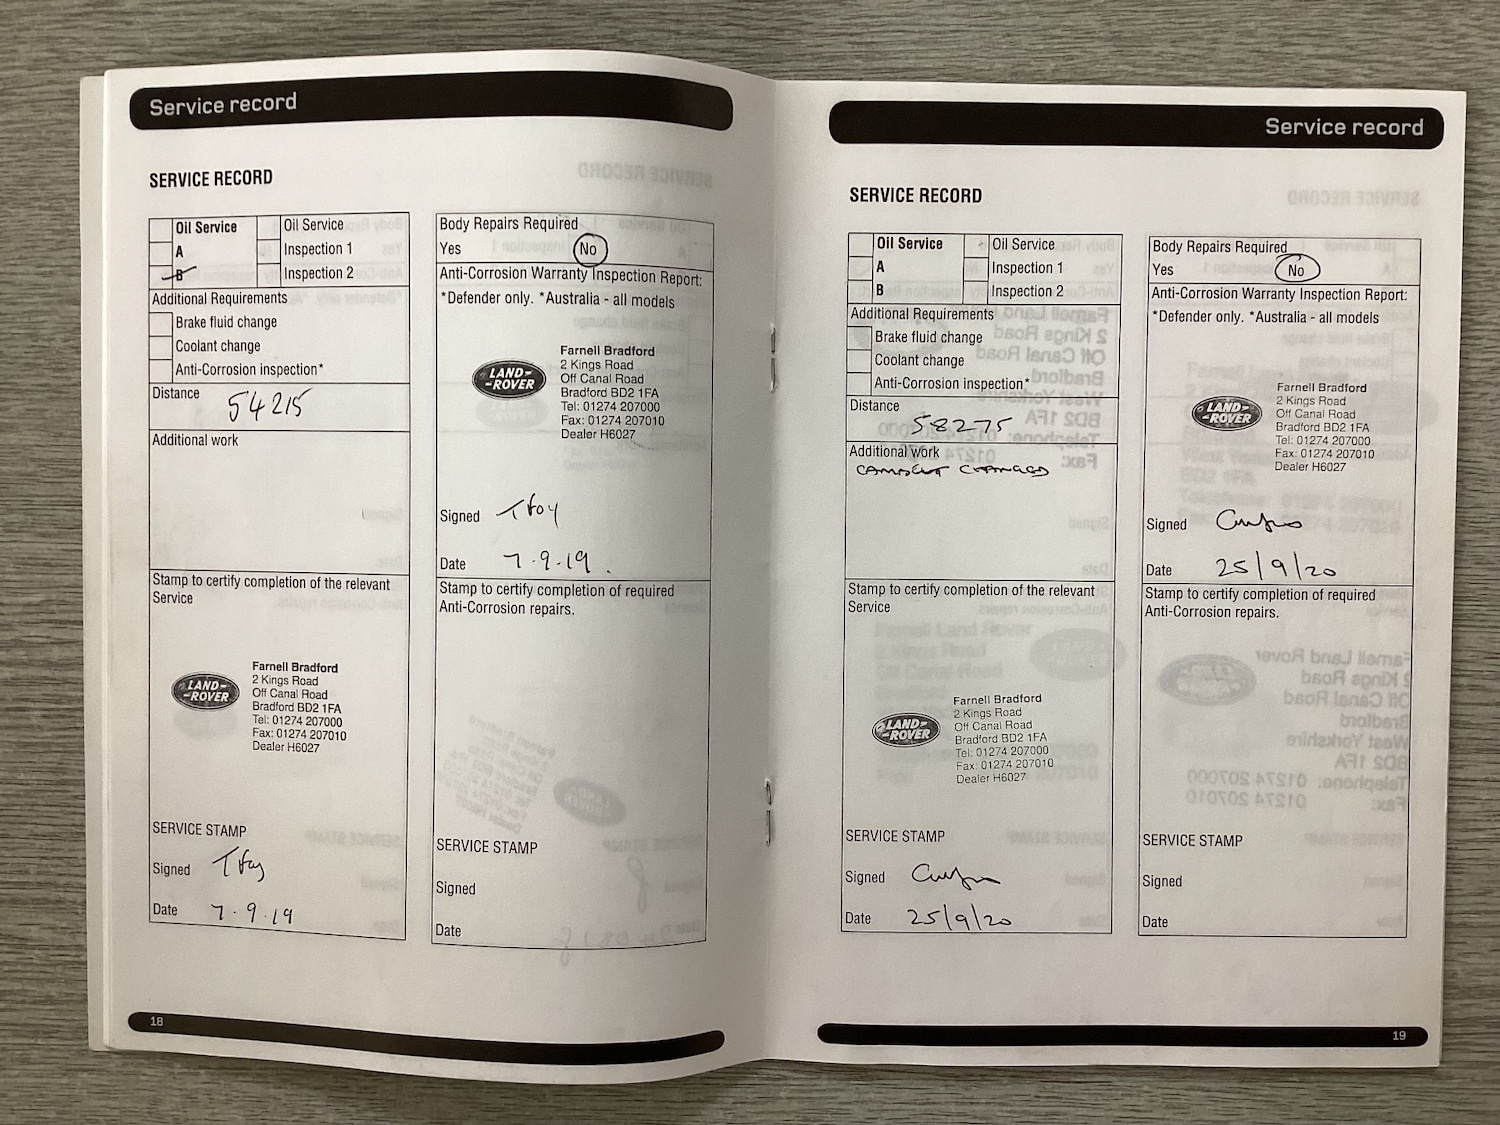 Service record
SERVICE RECORD
Oil Service Oil Service
A Inspection 1
B Inspection 2
Additional Requirements
Brake fluid change
Coolant change
Anti-Corrosion inspection*
Distance 54215
Additional work
Stamp to certify completion of the relevant
Service
LAND-
-ROVER
Farnell Bradford
2 Kings Road
Off Canal Road
Bradford BD2 1FA
Tel: 01274 207000
Fax: 01274 207010
Dealer H6027
SERVICE STAMP
Signed
Date 7.9.19
Body Repairs Required
Yes No
Anti-Corrosion Warranty Inspection Report:
*Defender only. *Australia - all models
LAND-
-ROVER
Farnell Bradford
2 Kings Road
Off Canal Road
Bradford BD2 1FA
Tel: 01274 207000
Fax: 01274 207010
Dealer H6027
Signed
Date 7.9.19.
Stamp to certify completion of required
Anti-Corrosion repairs.
SERVICE STAMP
Signed
Date
18
Service record
SERVICE RECORD
Oil Service Oil Service
A Inspection 1
B Inspection 2
Additional Requirements
Brake fluid change
Coolant change
Anti-Corrosion inspection*
Distance 58275
Additional work
CHANGED
Stamp to certify completion of the relevant
Service
LAND-
-ROVER
Farnell Bradford
2 Kings Road
Off Canal Road
Bradford BD2 1FA
Tel: 01274 207000
Fax: 01274 207010
Dealer H6027
SERVICE STAMP
Signed
Date 25/9/20
Body Repairs Required
Yes No
Anti-Corrosion Warranty Inspection Report:
*Defender only. *Australia - all models
LAND-
-ROVER
Farnell Bradford
2 Kings Road
Off Canal Road
Bradford BD2 1FA
Tel: 01274 207000
Fax: 01274 207010
Dealer H6027
Signed
Date 25/9/20
Stamp to certify completion of required
Anti-Corrosion repairs.
SERVICE STAMP
Signed
Date
19